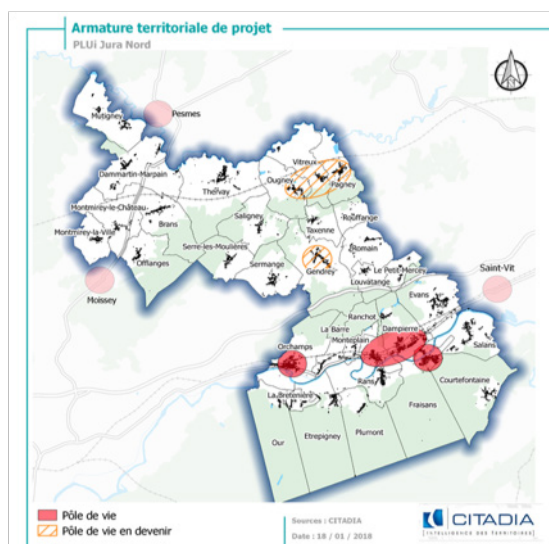 Armature territoriale de projet
PLUi Jura Nord
Mutigney
Pesmes
Dammartin-Marpain
Vitreux
Ougney
Pagney
Thervay
Montmirey-le-Château
Montmirey-la-Ville
Brans
Saligney
Taxenne
Rouffange
Offlanges
Serre-les-Moulières
Sermange
Gendrey
Romain
Le Petit-Mercey
Louvatange
Moissey
Saint-Vit
Evans
Ranchot
La Barre
Dampierre
Orchamps
Monteplain
Salans
Rans
Courtefontaine
La Bretenière
Fraisans
Our
Etrepigney
Plumont
Pôle de vie
Pôle de vie en devenir
Sources : CITADIA
Date : 18 / 01 / 2018
CITADIA
[ INTELLIGENCE DES TERRITOIRES ]